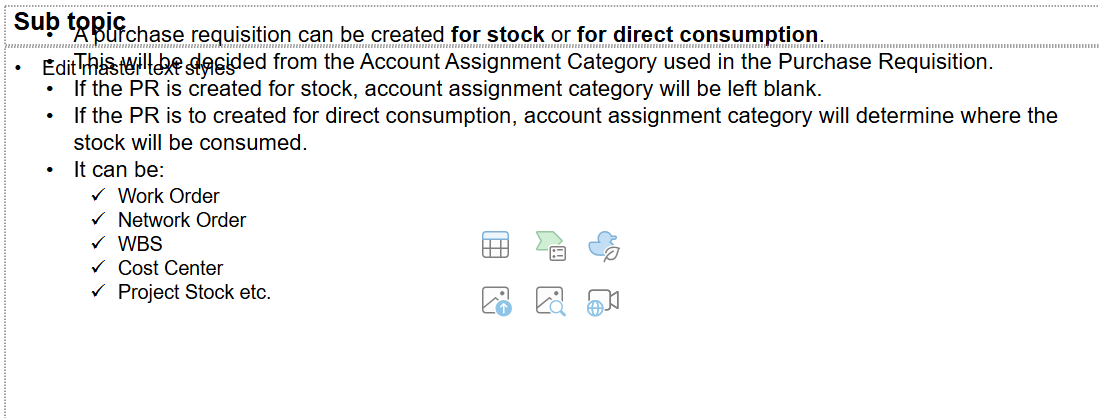 Sub topic
• A purchase requisition can be created for stock or for direct consumption.
• This will be decided from the Account Assignment Category used in the Purchase Requisition.
• Edit master text styles
• If the PR is created for stock, account assignment category will be left blank.
• If the PR is to created for direct consumption, account assignment category will determine where the
stock will be consumed.
• It can be:
✓ Work Order
✓ Network Order
✓ WBS
✓ Cost Center
✓ Project Stock etc.